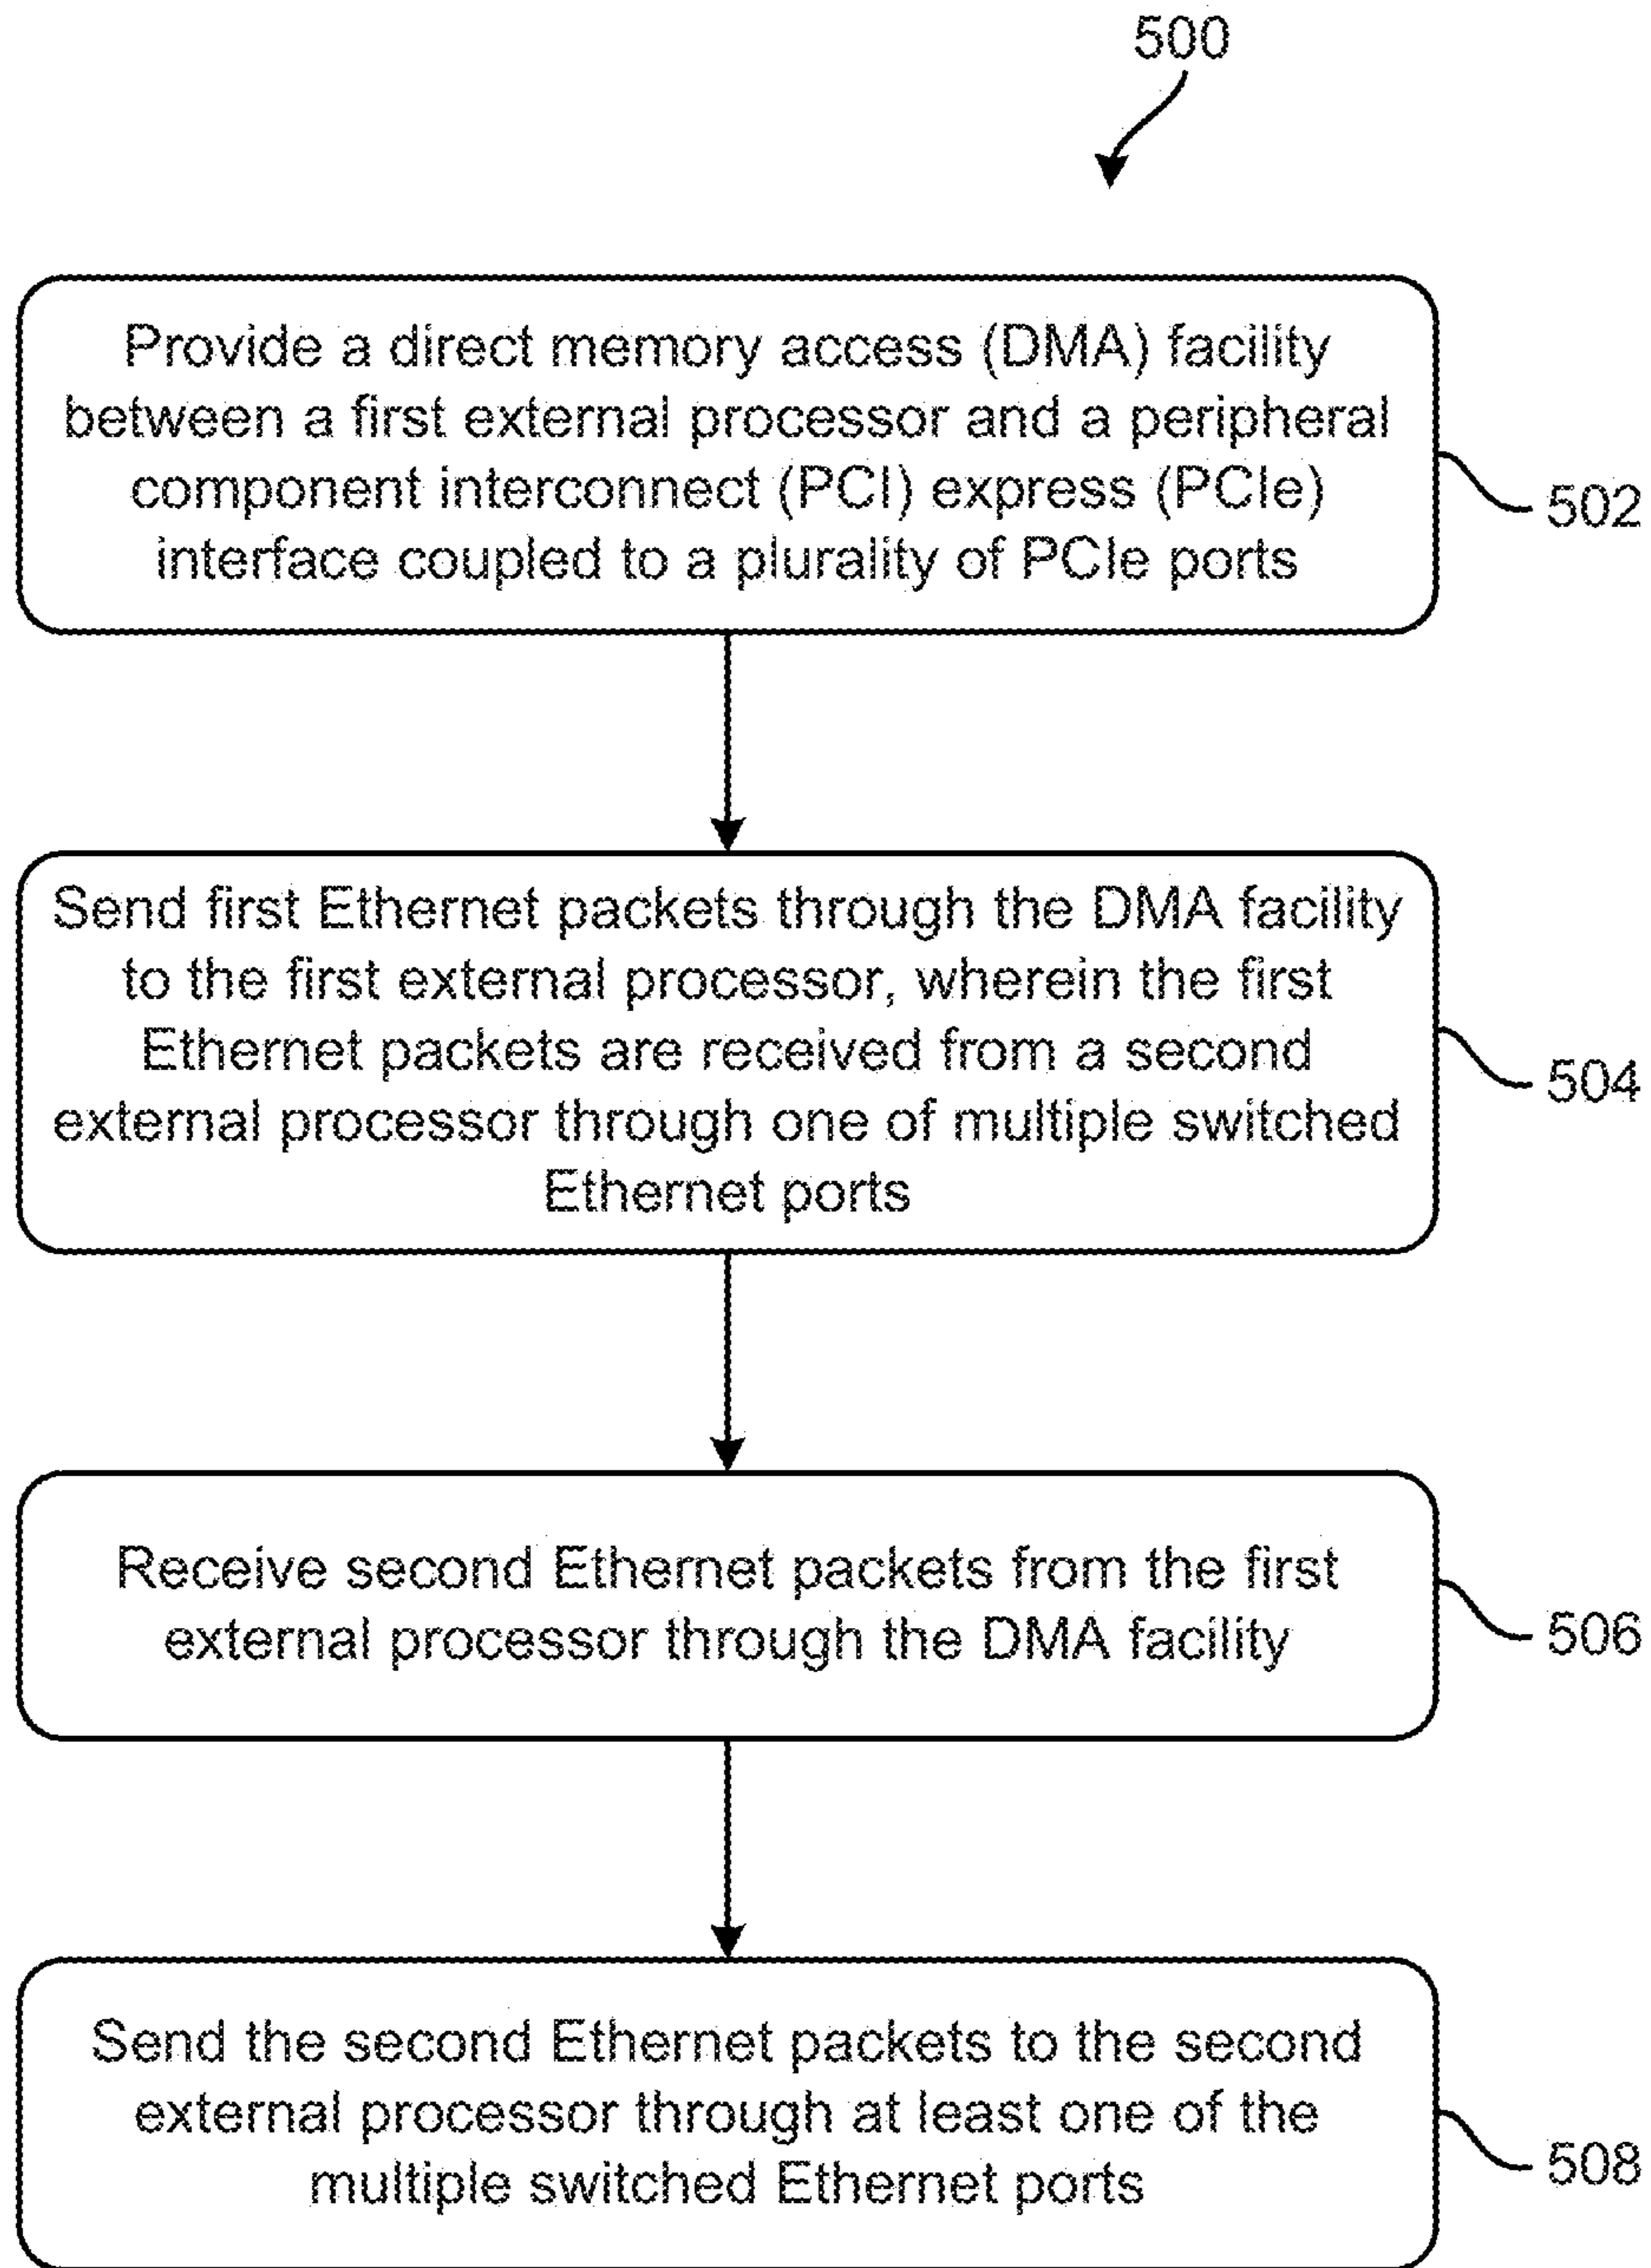 500
Provide a direct memory access (DMA) facility
between a first external processor and a peripheral
component interconnect (PCI) express (PCIe)
interface coupled to a plurality of PCIe ports
502
Send first Ethernet packets through the DMA facility
to the first external processor, wherein the first
Ethernet packets are received from a second
external processor through one of multiple switched
Ethernet ports
504
Receive second Ethernet packets from the first
external processor through the DMA facility
506
Send the second Ethernet packets to the second
external processor through at least one of the
multiple switched Ethernet ports
508